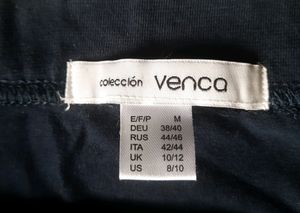 colección venca
E/F/P M
DEU 38/40
RUS 44/46
ITA 42/44
UK 10/12
US 8/10